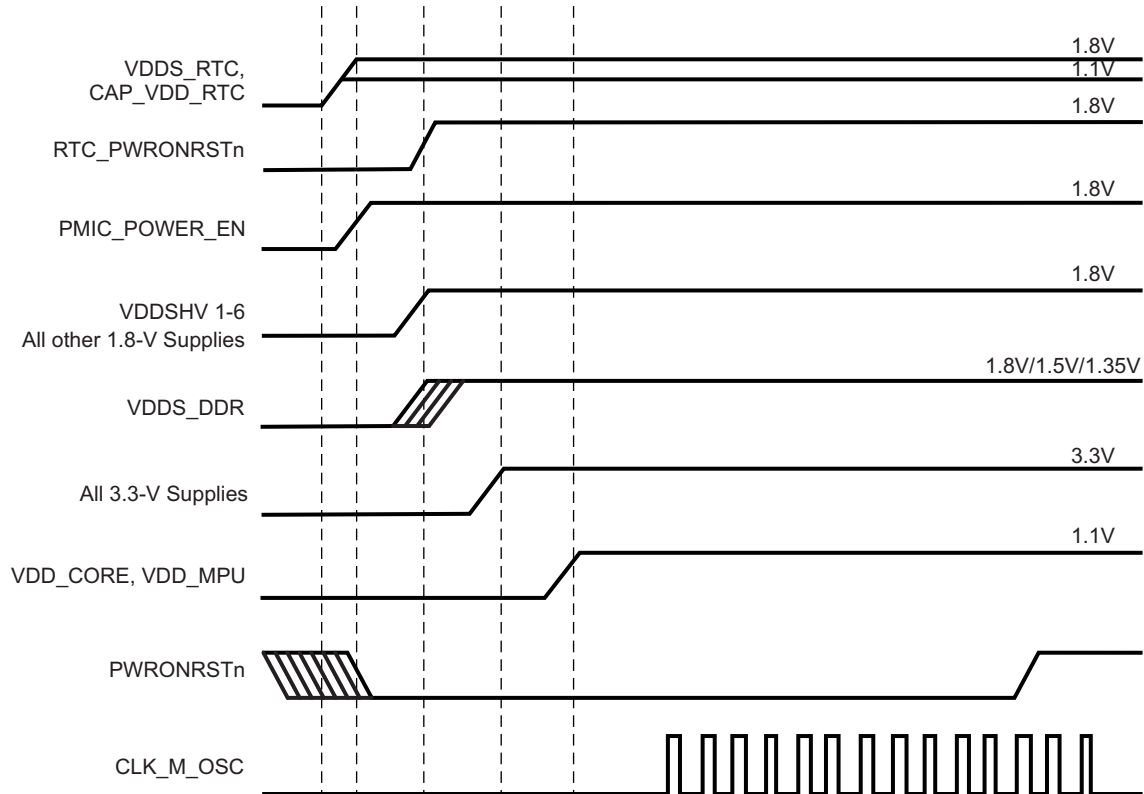 VDDS_RTC,
CAP_VDD_RTC
1.8V
1.1V
RTC_PWRONRSTn
1.8V
PMIC_POWER_EN
1.8V
VDDSHV 1-6
All other 1.8-V Supplies
1.8V
VDDS_DDR
1.8V/1.5V/1.35V
All 3.3-V Supplies
3.3V
VDD_CORE, VDD_MPU
1.1V
PWRONRSTn
CLK_M_OSC